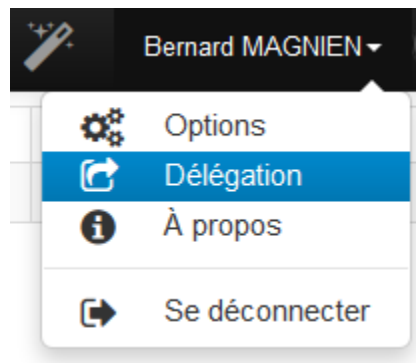 Bernard MAGNIEN
Options
Délégation
À propos
Se déconnecter